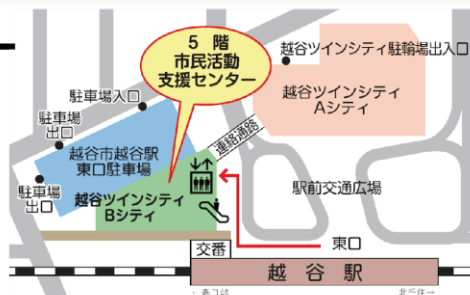 5 階
市民活動
支援センター
越谷ツインシティ駐輪場出入口
越谷ツインシティ
Aシティ
駐車場入口
駐車場
出口
連絡通路
越谷市越谷駅
東口駐車場
駐車場
出口
越谷ツインシティ
Bシティ
駅前交通広場
交番
東口
越谷駅
北千住→